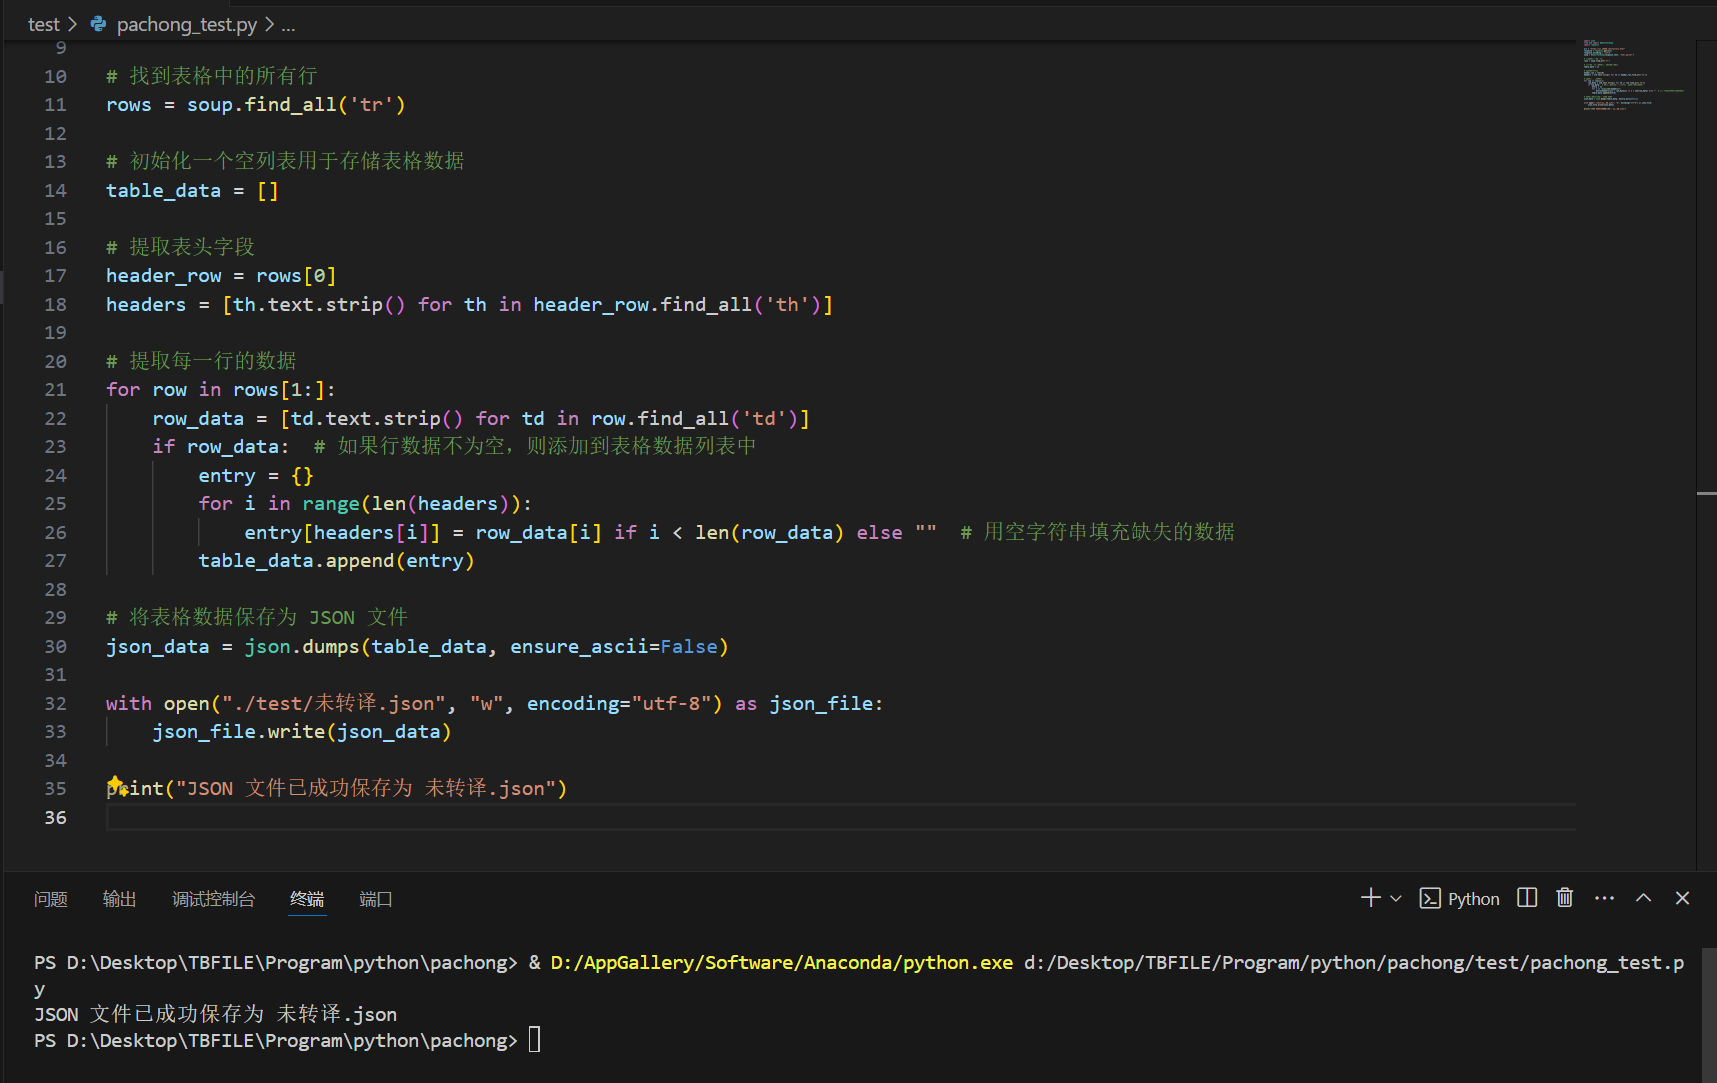 test > pachong_test.py > ...
9
10 # 找到表格中的所有行
11 rows = soup.find_all('tr')
12
13 # 初始化一个空列表用于存储表格数据
14 table_data = []
15
16 # 提取表头字段
17 header_row = rows[0]
18 headers = [th.text.strip() for th in header_row.find_all('th')]
19
20 # 提取每一行的数据
21 for row in rows[1:]:
22     row_data = [td.text.strip() for td in row.find_all('td')]
23     if row_data:  # 如果行数据不为空，则添加到表格数据列表中
24         entry = {}
25         for i in range(len(headers)):
26             entry[headers[i]] = row_data[i] if i < len(row_data) else ""  # 用空字符串填充缺失的数据
27         table_data.append(entry)
28
29 # 将表格数据保存为 JSON 文件
30 json_data = json.dumps(table_data, ensure_ascii=False)
31
32 with open("./test/未转译.json", "w", encoding="utf-8") as json_file:
33     json_file.write(json_data)
34
35 print("JSON 文件已成功保存为 未转译.json")
36
问题 输出 调试控制台 终端 端口 Python
PS D:\Desktop\TBFILE\Program\python\pachong> & D:/AppGallery/Software/Anaconda/python.exe d:/Desktop/TBFILE/Program/python/pachong/test/pachong_test.p
y
JSON 文件已成功保存为 未转译.json
PS D:\Desktop\TBFILE\Program\python\pachong>